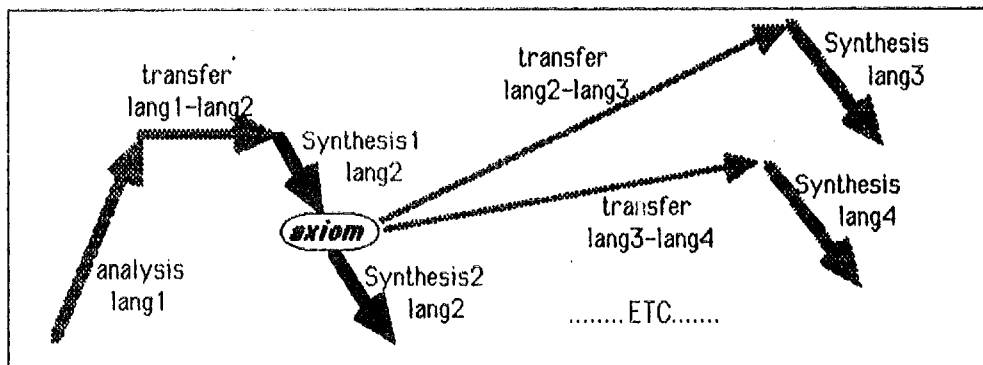 transfer
lang1-lang2
Synthesis1
lang2
axiom
analysis
lang1
Synthesis2
lang2
transfer
lang2-lang3
Synthesis
lang3
transfer
lang3-lang4
Synthesis
lang4
........ETC.......